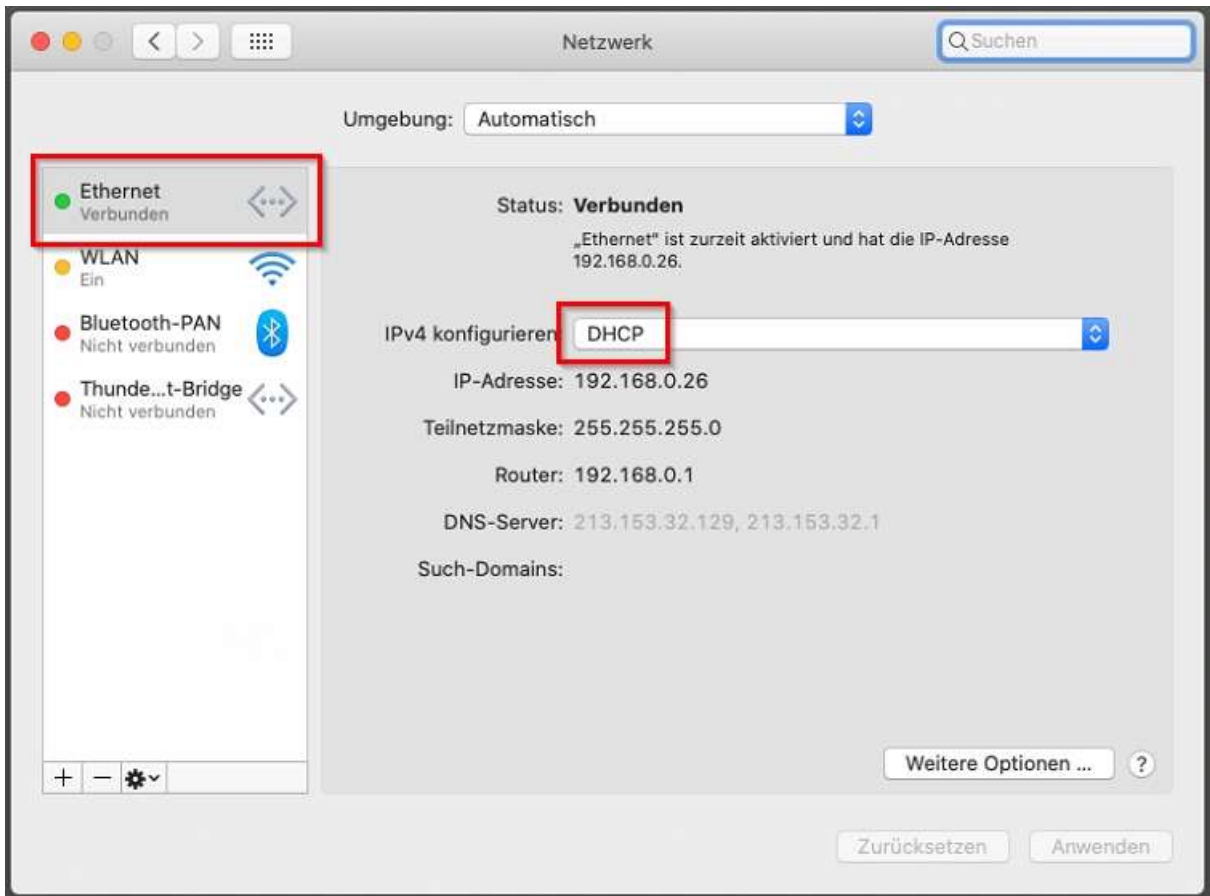 Netzwerk
Suchen
Umgebung: Automatisch
Ethernet
Verbunden
WLAN
Ein
Bluetooth-PAN
Nicht verbunden
Thunde...t-Bridge
Nicht verbunden
Status: Verbunden
„Ethernet“ ist zurzeit aktiviert und hat die IP-Adresse
192.168.0.26.
IPv4 konfigurieren DHCP
IP-Adresse: 192.168.0.26
Teilnetzmaske: 255.255.255.0
Router: 192.168.0.1
DNS-Server: 213.153.32.129, 213.153.32.1
Such-Domains:
Weitere Optionen ... ?
Zurücksetzen Anwenden